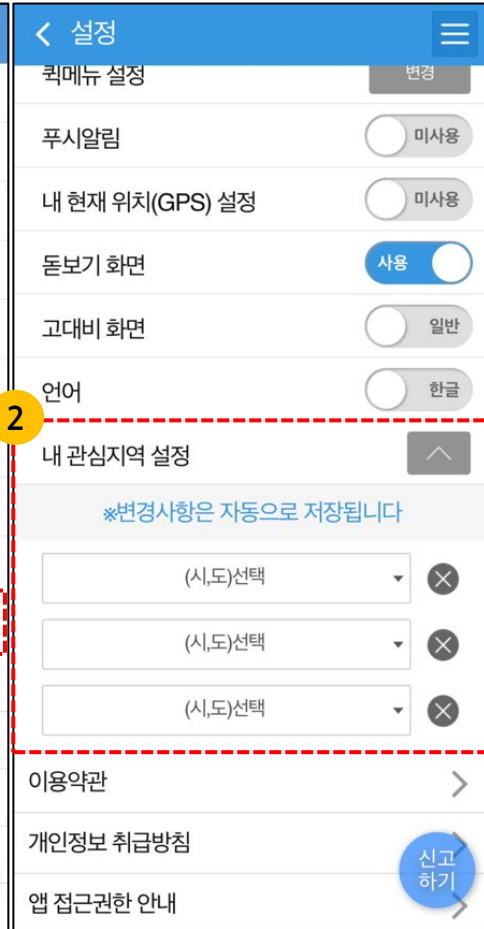 설정
퀵메뉴 설정 변경
푸시알림 미사용
내 현재 위치(GPS) 설정 미사용
돋보기 화면 사용
고대비 화면 일반
언어 한글
2
내 관심지역 설정
※변경사항은 자동으로 저장됩니다
(시,도)선택
(시,도)선택
(시,도)선택
이용약관
개인정보 취급방침
신고
하기
앱 접근권한 안내